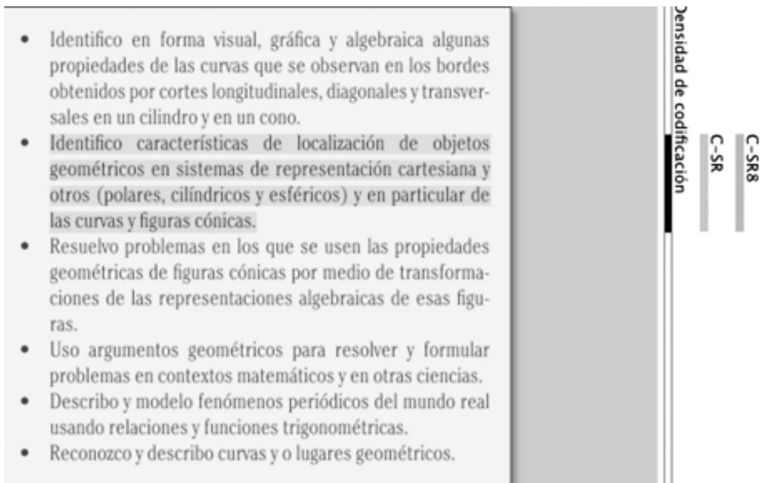 • Identifico en forma visual, gráfica y algebraica algunas
propiedades de las curvas que se observan en los bordes
obtenidos por cortes longitudinales, diagonales y transver-
sales en un cilindro y en un cono.
• Identifico características de localización de objetos
geométricos en sistemas de representación cartesiana y
otros (polares, cilíndricos y esféricos) y en particular de
las curvas y figuras cónicas.
• Resuelvo problemas en los que se usen las propiedades
geométricas de figuras cónicas por medio de transforma-
ciones de las representaciones algebraicas de esas figu-
ras.
• Uso argumentos geométricos para resolver y formular
problemas en contextos matemáticos y en otras ciencias.
• Describo y modelo fenómenos periódicos del mundo real
usando relaciones y funciones trigonométricas.
• Reconozco y describo curvas y o lugares geométricos.
Densidad de codificación
C-SR
C-SR8